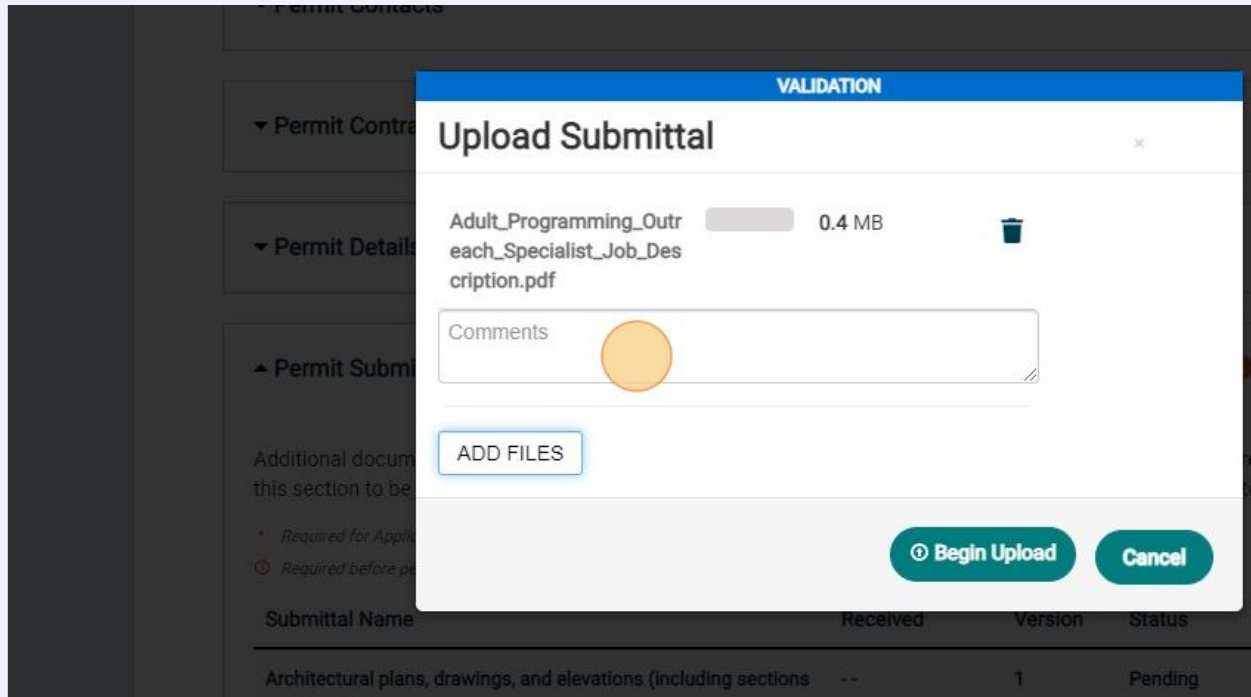 Permit Contacts
VALIDATION
Permit Contra
Upload Submittal
×
Adult_Programming_Outr
each_Specialist_Job_Des
cription.pdf
0.4 MB
Permit Details
Comments
Permit Submi
ADD FILES
Additional docum
this section to be
* Required for Applic
Required before pe
Begin Upload
Cancel
Submittal Name Received Version Status
Architectural plans, drawings, and elevations (including sections -- 1 Pending